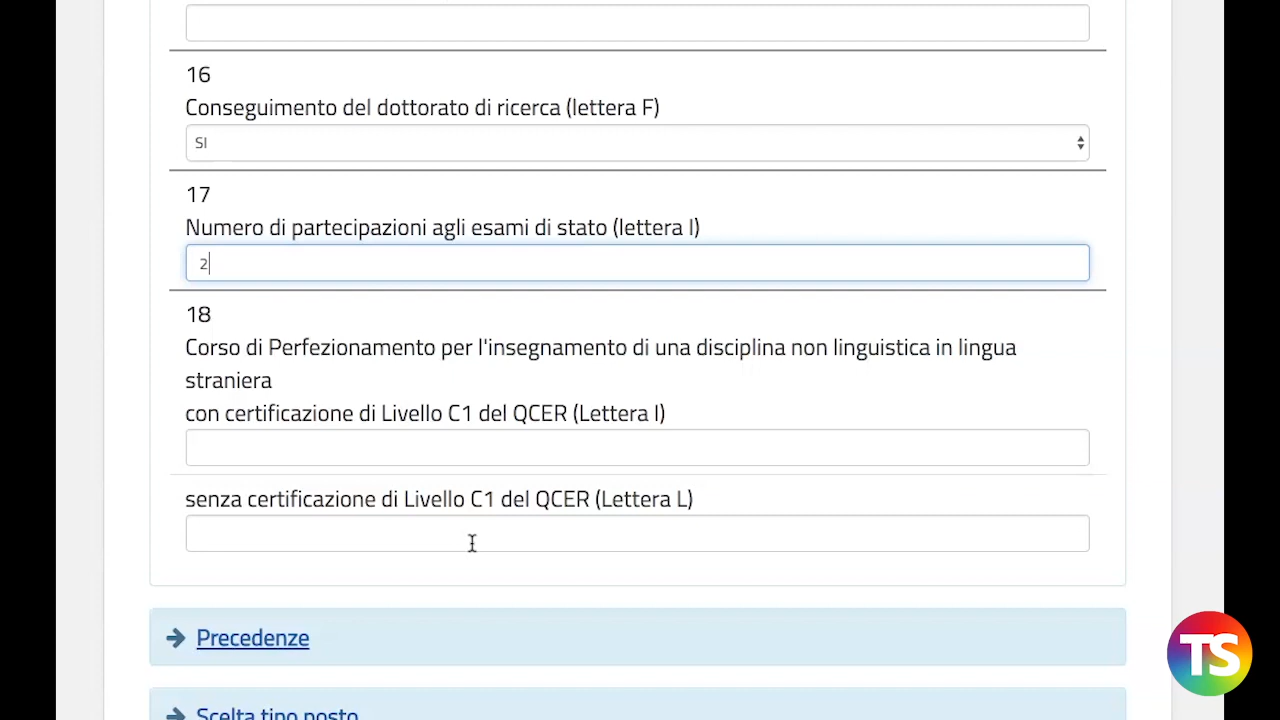 16
Conseguimento del dottorato di ricerca (lettera F)
SI
17
Numero di partecipazioni agli esami di stato (lettera I)
2
18
Corso di Perfezionamento per l'insegnamento di una disciplina non linguistica in lingua
straniera
con certificazione di Livello C1 del QCER (Lettera I)
senza certificazione di Livello C1 del QCER (Lettera L)
Precedenze
Scelta tipo posto
TS